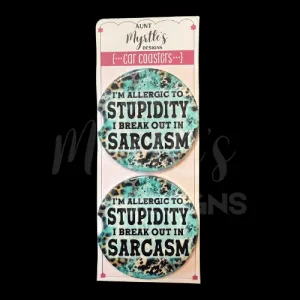 AUNT
Myrtle's
DESIGNS
{···car coasters···}
I'M ALLERGIC TO
STUPIDITY
I BREAK OUT IN
SARCASM
I'M ALLERGIC TO
STUPIDITY
I BREAK OUT IN
SARCASM